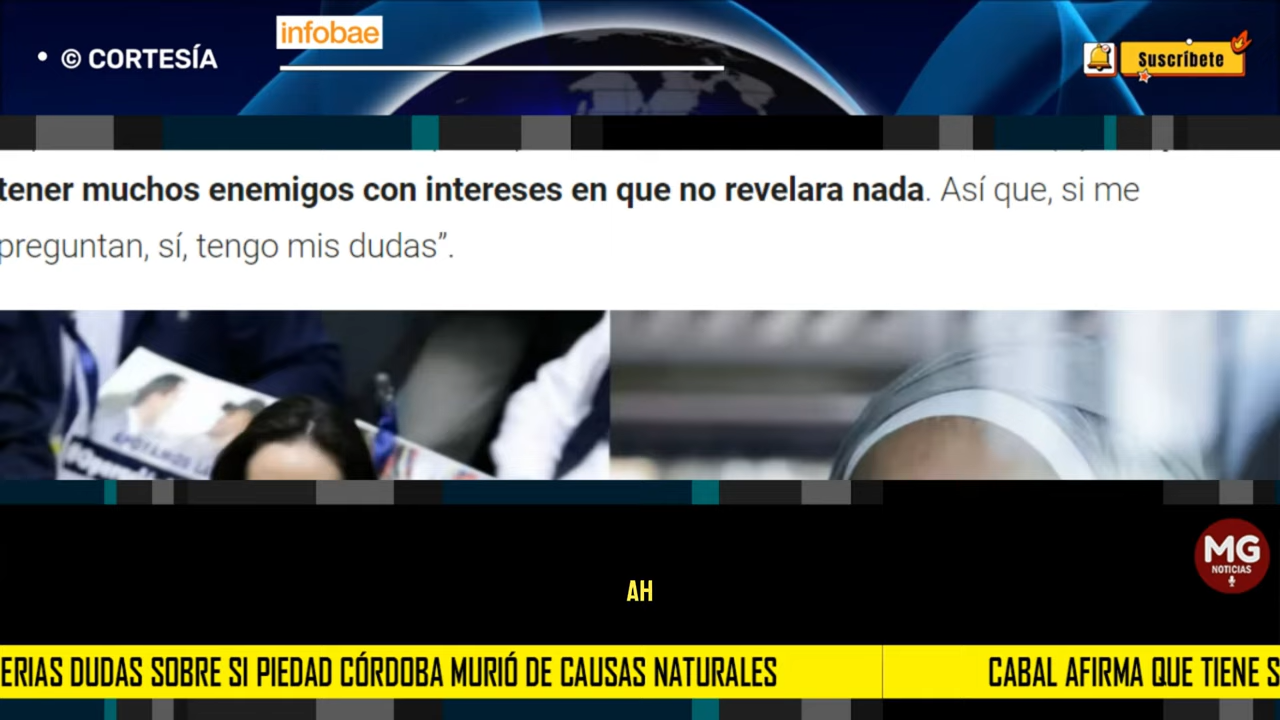 • © CORTESÍA
infobae
Suscríbete
tener muchos enemigos con intereses en que no revelara nada. Así que, si me
preguntan, sí, tengo mis dudas”.
APOYAMOS LA
MG
NOTICIAS
AH
ERIAS DUDAS SOBRE SI PIEDAD CÓRDOBA MURIÓ DE CAUSAS NATURALES
CABAL AFIRMA QUE TIENE S